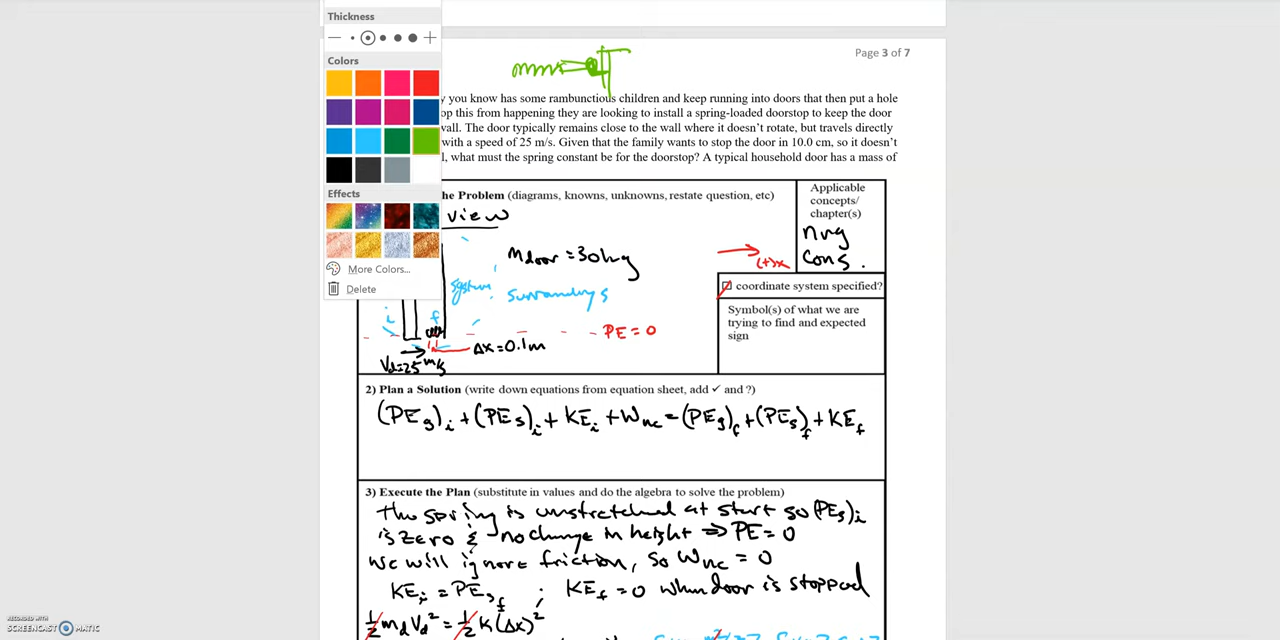 Thickness
Colors
Effects
More Colors...
Delete
Page 3 of 7
y you know has some rambunctious children and keep running into doors that then put a hole
op this from happening they are looking to install a spring-loaded doorstop to keep the door
vall. The door typically remains close to the wall where it doesn't rotate, but travels directly
with a speed of 25 m/s. Given that the family wants to stop the door in 10.0 cm, so it doesn't
l, what must the spring constant be for the doorstop? A typical household door has a mass of
he Problem (diagrams, knowns, unknowns, restate question, etc)
view
Mdoor = 30kg
(+)x
system
surroundings
i
f
PE = 0
Δx = 0.1m
Vd = 25 m/s
Applicable
concepts/
chapter(s)
nrg
cons.
coordinate system specified?
Symbol(s) of what we are
trying to find and expected
sign
2) Plan a Solution (write down equations from equation sheet, add ✓ and ?)
(PEg)i + (PEs)i + KEi + Wnc = (PEg)f + (PEs)f + KEf
3) Execute the Plan (substitute in values and do the algebra to solve the problem)
The spring is unstretched at start so (PEs)i
is zero & no change in height ⇒ PE = 0
We will ignore friction, so Wnc = 0
KEi = PEsf ; KEf = 0 when door is stopped
½ md Vd² = ½ k(Δx)²
RECORDED WITH
SCREENCAST MATIC